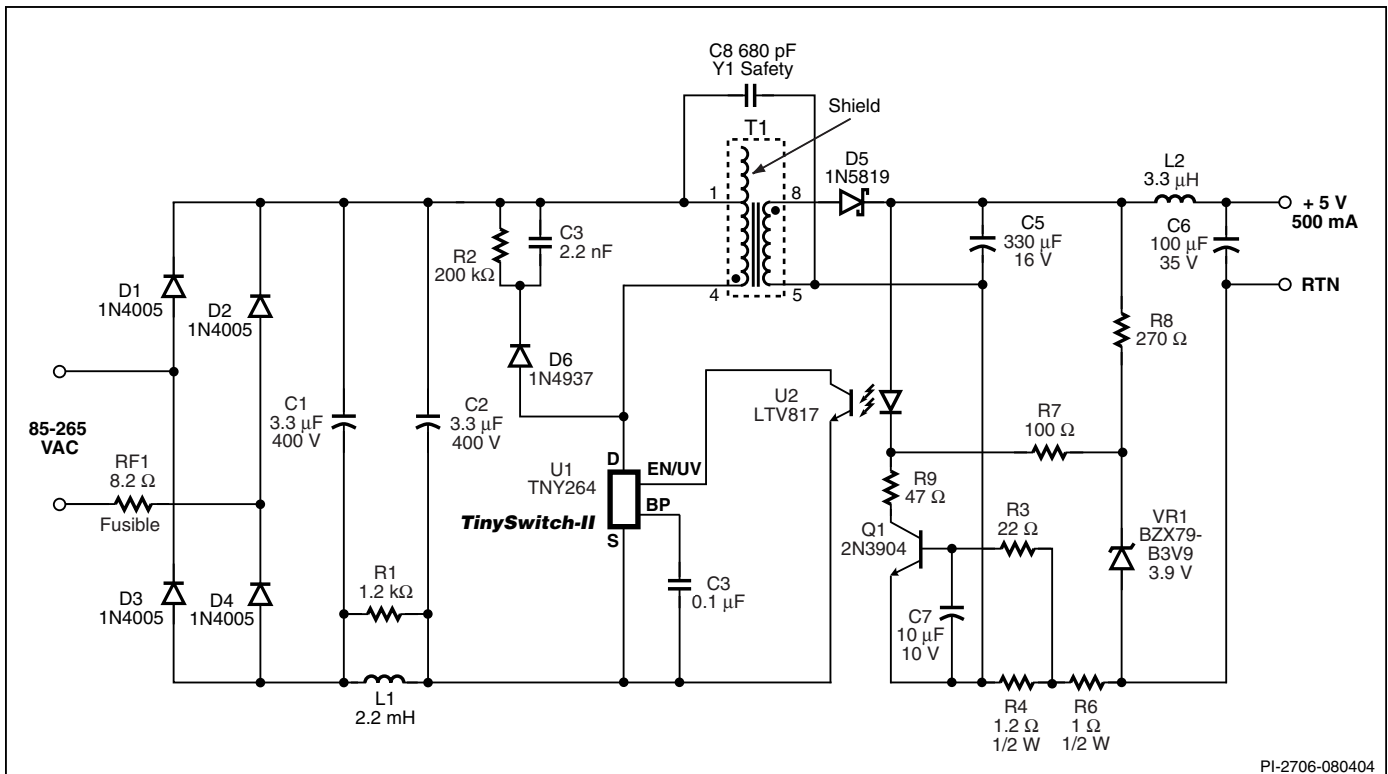 C8 680 pF
Y1 Safety
Shield
T1
D5
1N5819
L2
3.3 µH
1
8
+ 5 V
500 mA
C3
2.2 nF
R2
200 kΩ
C5
330 µF
16 V
C6
100 µF
35 V
D1
1N4005
D2
1N4005
4
5
RTN
R8
270 Ω
D6
1N4937
U2
LTV817
C1
3.3 µF
400 V
C2
3.3 µF
400 V
85-265
VAC
R7
100 Ω
RF1
8.2 Ω
Fusible
D
EN/UV
U1
TNY264
BP
TinySwitch-II
S
R9
47 Ω
R3
22 Ω
VR1
BZX79-
B3V9
3.9 V
Q1
2N3904
R1
1.2 kΩ
C3
0.1 µF
D3
1N4005
D4
1N4005
C7
10 µF
10 V
L1
2.2 mH
R4
1.2 Ω
1/2 W
R6
1 Ω
1/2 W
PI-2706-080404